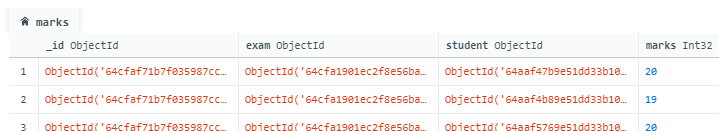 marks
_id ObjectId exam ObjectId student ObjectId marks Int32
1 ObjectId('64cfaf71b7f035987cc… ObjectId('64cfa1901ec2f8e56ba… ObjectId('64aaf47b9e51dd33b10… 20
2 ObjectId('64cfaf71b7f035987cc… ObjectId('64cfa1901ec2f8e56ba… ObjectId('64aaf4b89e51dd33b10… 19
3 ObjectId('64cfaf71b7f035987cc… ObjectId('64cfa1901ec2f8e56ba… ObjectId('64aaf5769e51dd33b10… 20